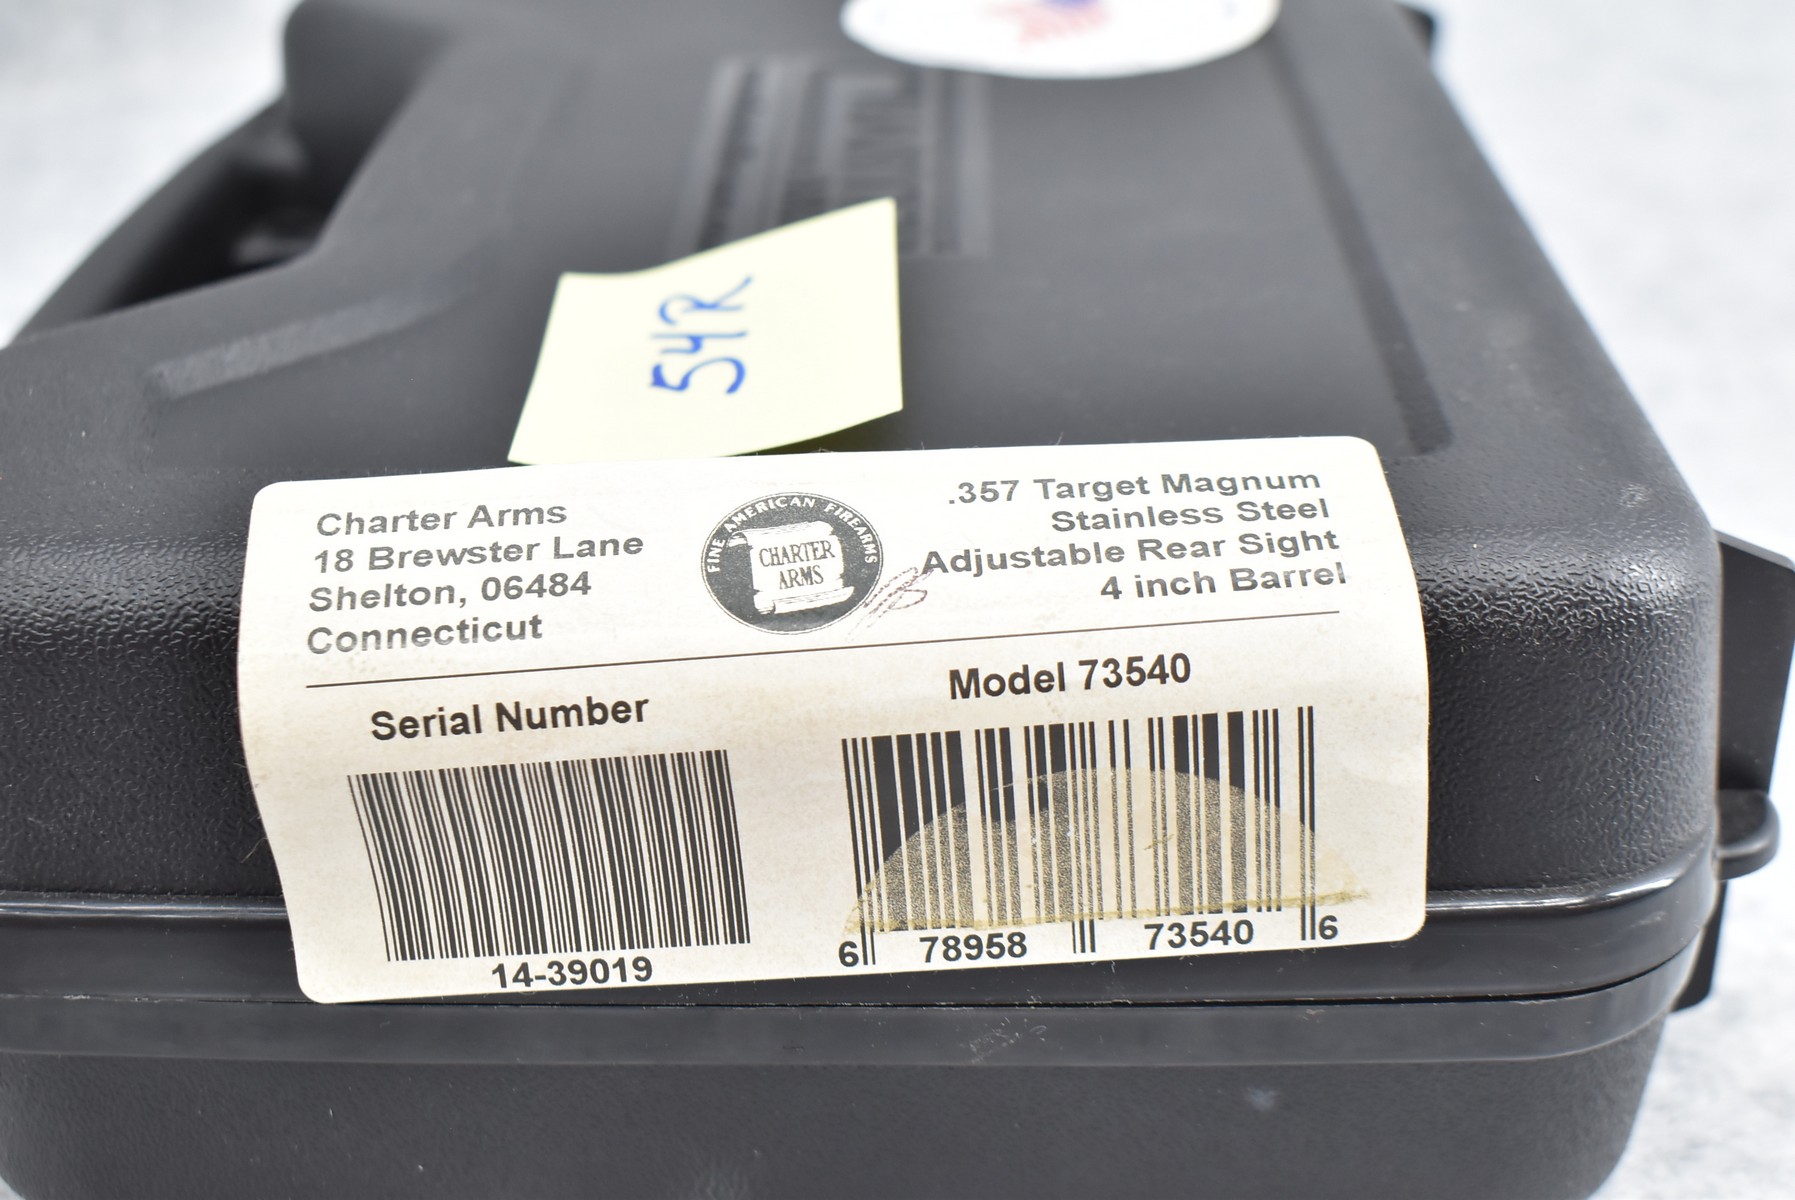 54R
Charter Arms
18 Brewster Lane
Shelton, 06484
Connecticut
FINE AMERICAN FIREARMS
CHARTER
ARMS
.357 Target Magnum
Stainless Steel
Adjustable Rear Sight
4 inch Barrel
Serial Number
14-39019
Model 73540
6 78958 73540 6